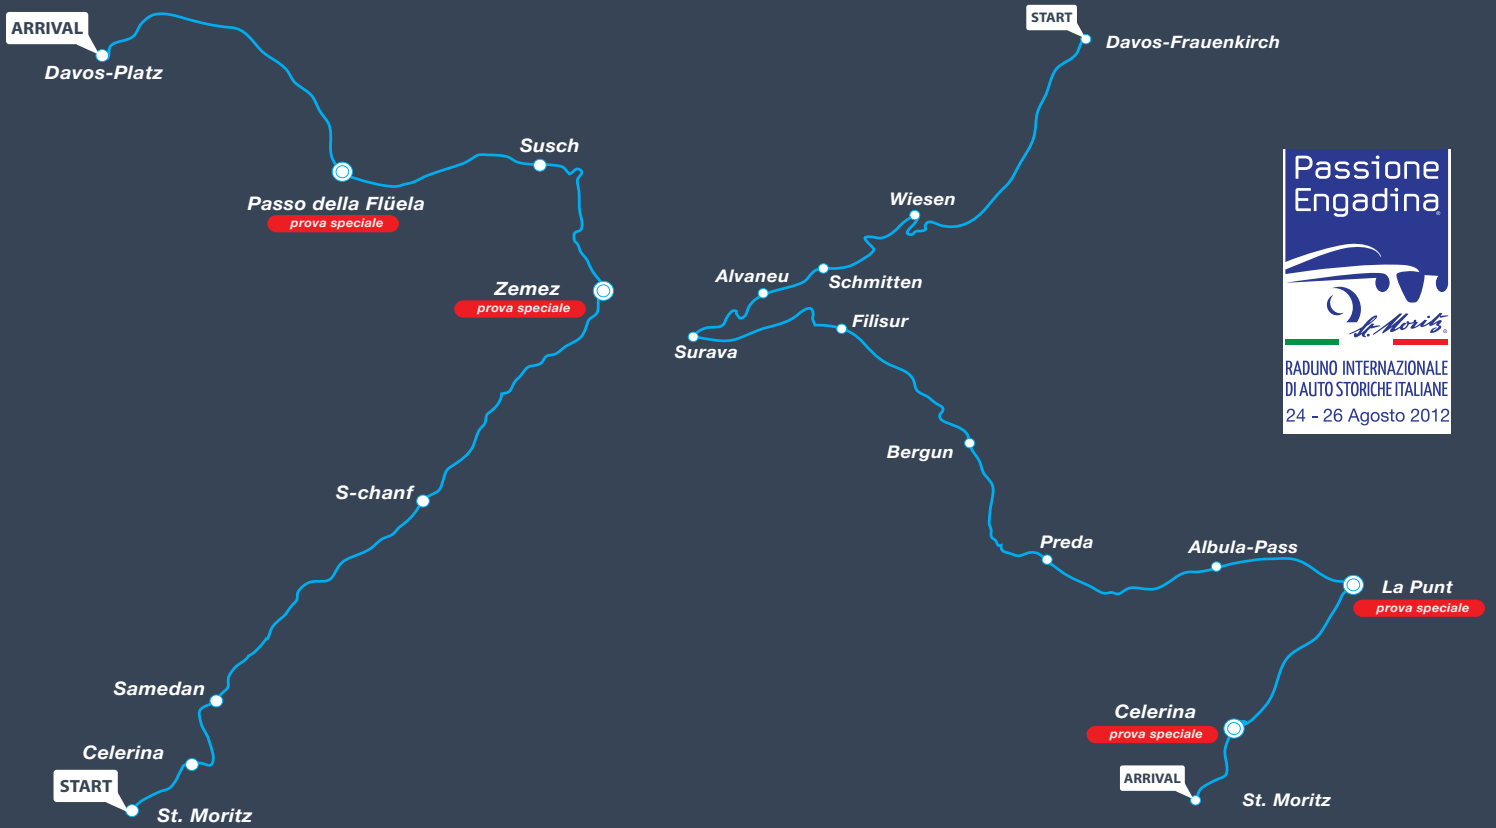 ARRIVAL
Davos-Platz
Passo della Flüela
prova speciale
Susch
Zemez
prova speciale
S-chanf
Samedan
Celerina
START
St. Moritz
START
Davos-Frauenkirch
Wiesen
Schmitten
Alvaneu
Surava
Filisur
Bergun
Preda
Albula-Pass
La Punt
prova speciale
Celerina
prova speciale
ARRIVAL
St. Moritz
Passione
Engadina
St. Moritz
RADUNO INTERNAZIONALE
DI AUTO STORICHE ITALIANE
24 - 26 Agosto 2012